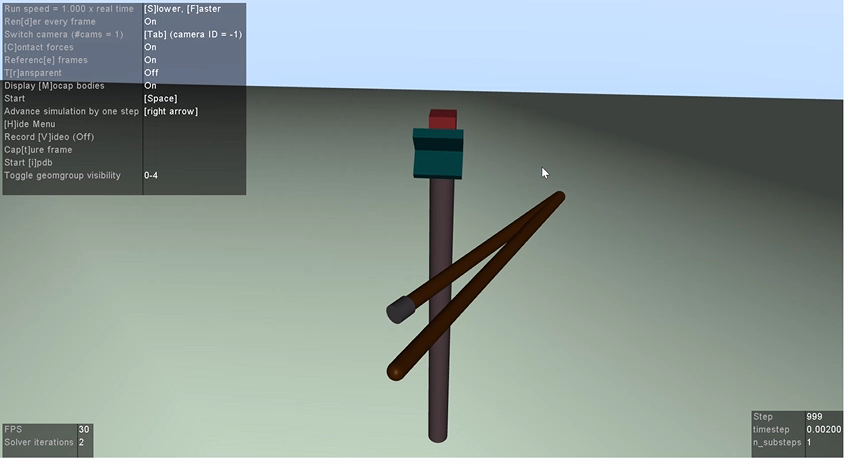 Run speed = 1.000 x real time [S]lower, [F]aster
Ren[d]er every frame On
Switch camera (#cams = 1) [Tab] (camera ID = -1)
[C]ontact forces On
Referenc[e] frames On
T[r]ansparent Off
Display [M]ocap bodies On
Start [Space]
Advance simulation by one step [right arrow]
[H]ide Menu
Record [V]ideo (Off)
Cap[t]ure frame
Start [i]pdb
Toggle geomgroup visibility 0-4
FPS 30
Solver iterations 2
Step 999
timestep 0.00200
n_substeps 1